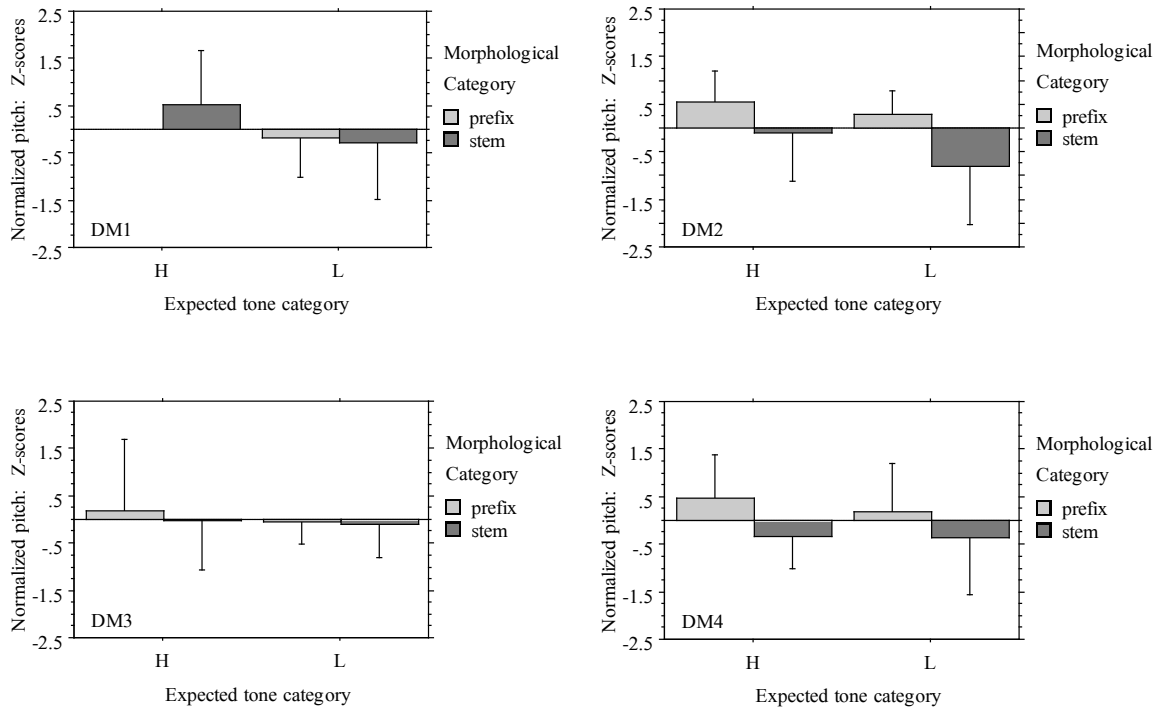 2.5
1.5
.5
-.5
-1.5
-2.5
Normalized pitch: Z-scores
DM1
H L
Expected tone category
Morphological
Category
prefix
stem
2.5
1.5
.5
-.5
-1.5
-2.5
Normalized pitch: Z-scores
DM2
H L
Expected tone category
Morphological
Category
prefix
stem
2.5
1.5
.5
-.5
-1.5
-2.5
Normalized pitch: Z-scores
DM3
H L
Expected tone category
Morphological
Category
prefix
stem
2.5
1.5
.5
-.5
-1.5
-2.5
Normalized pitch: Z-scores
DM4
H L
Expected tone category
Morphological
Category
prefix
stem